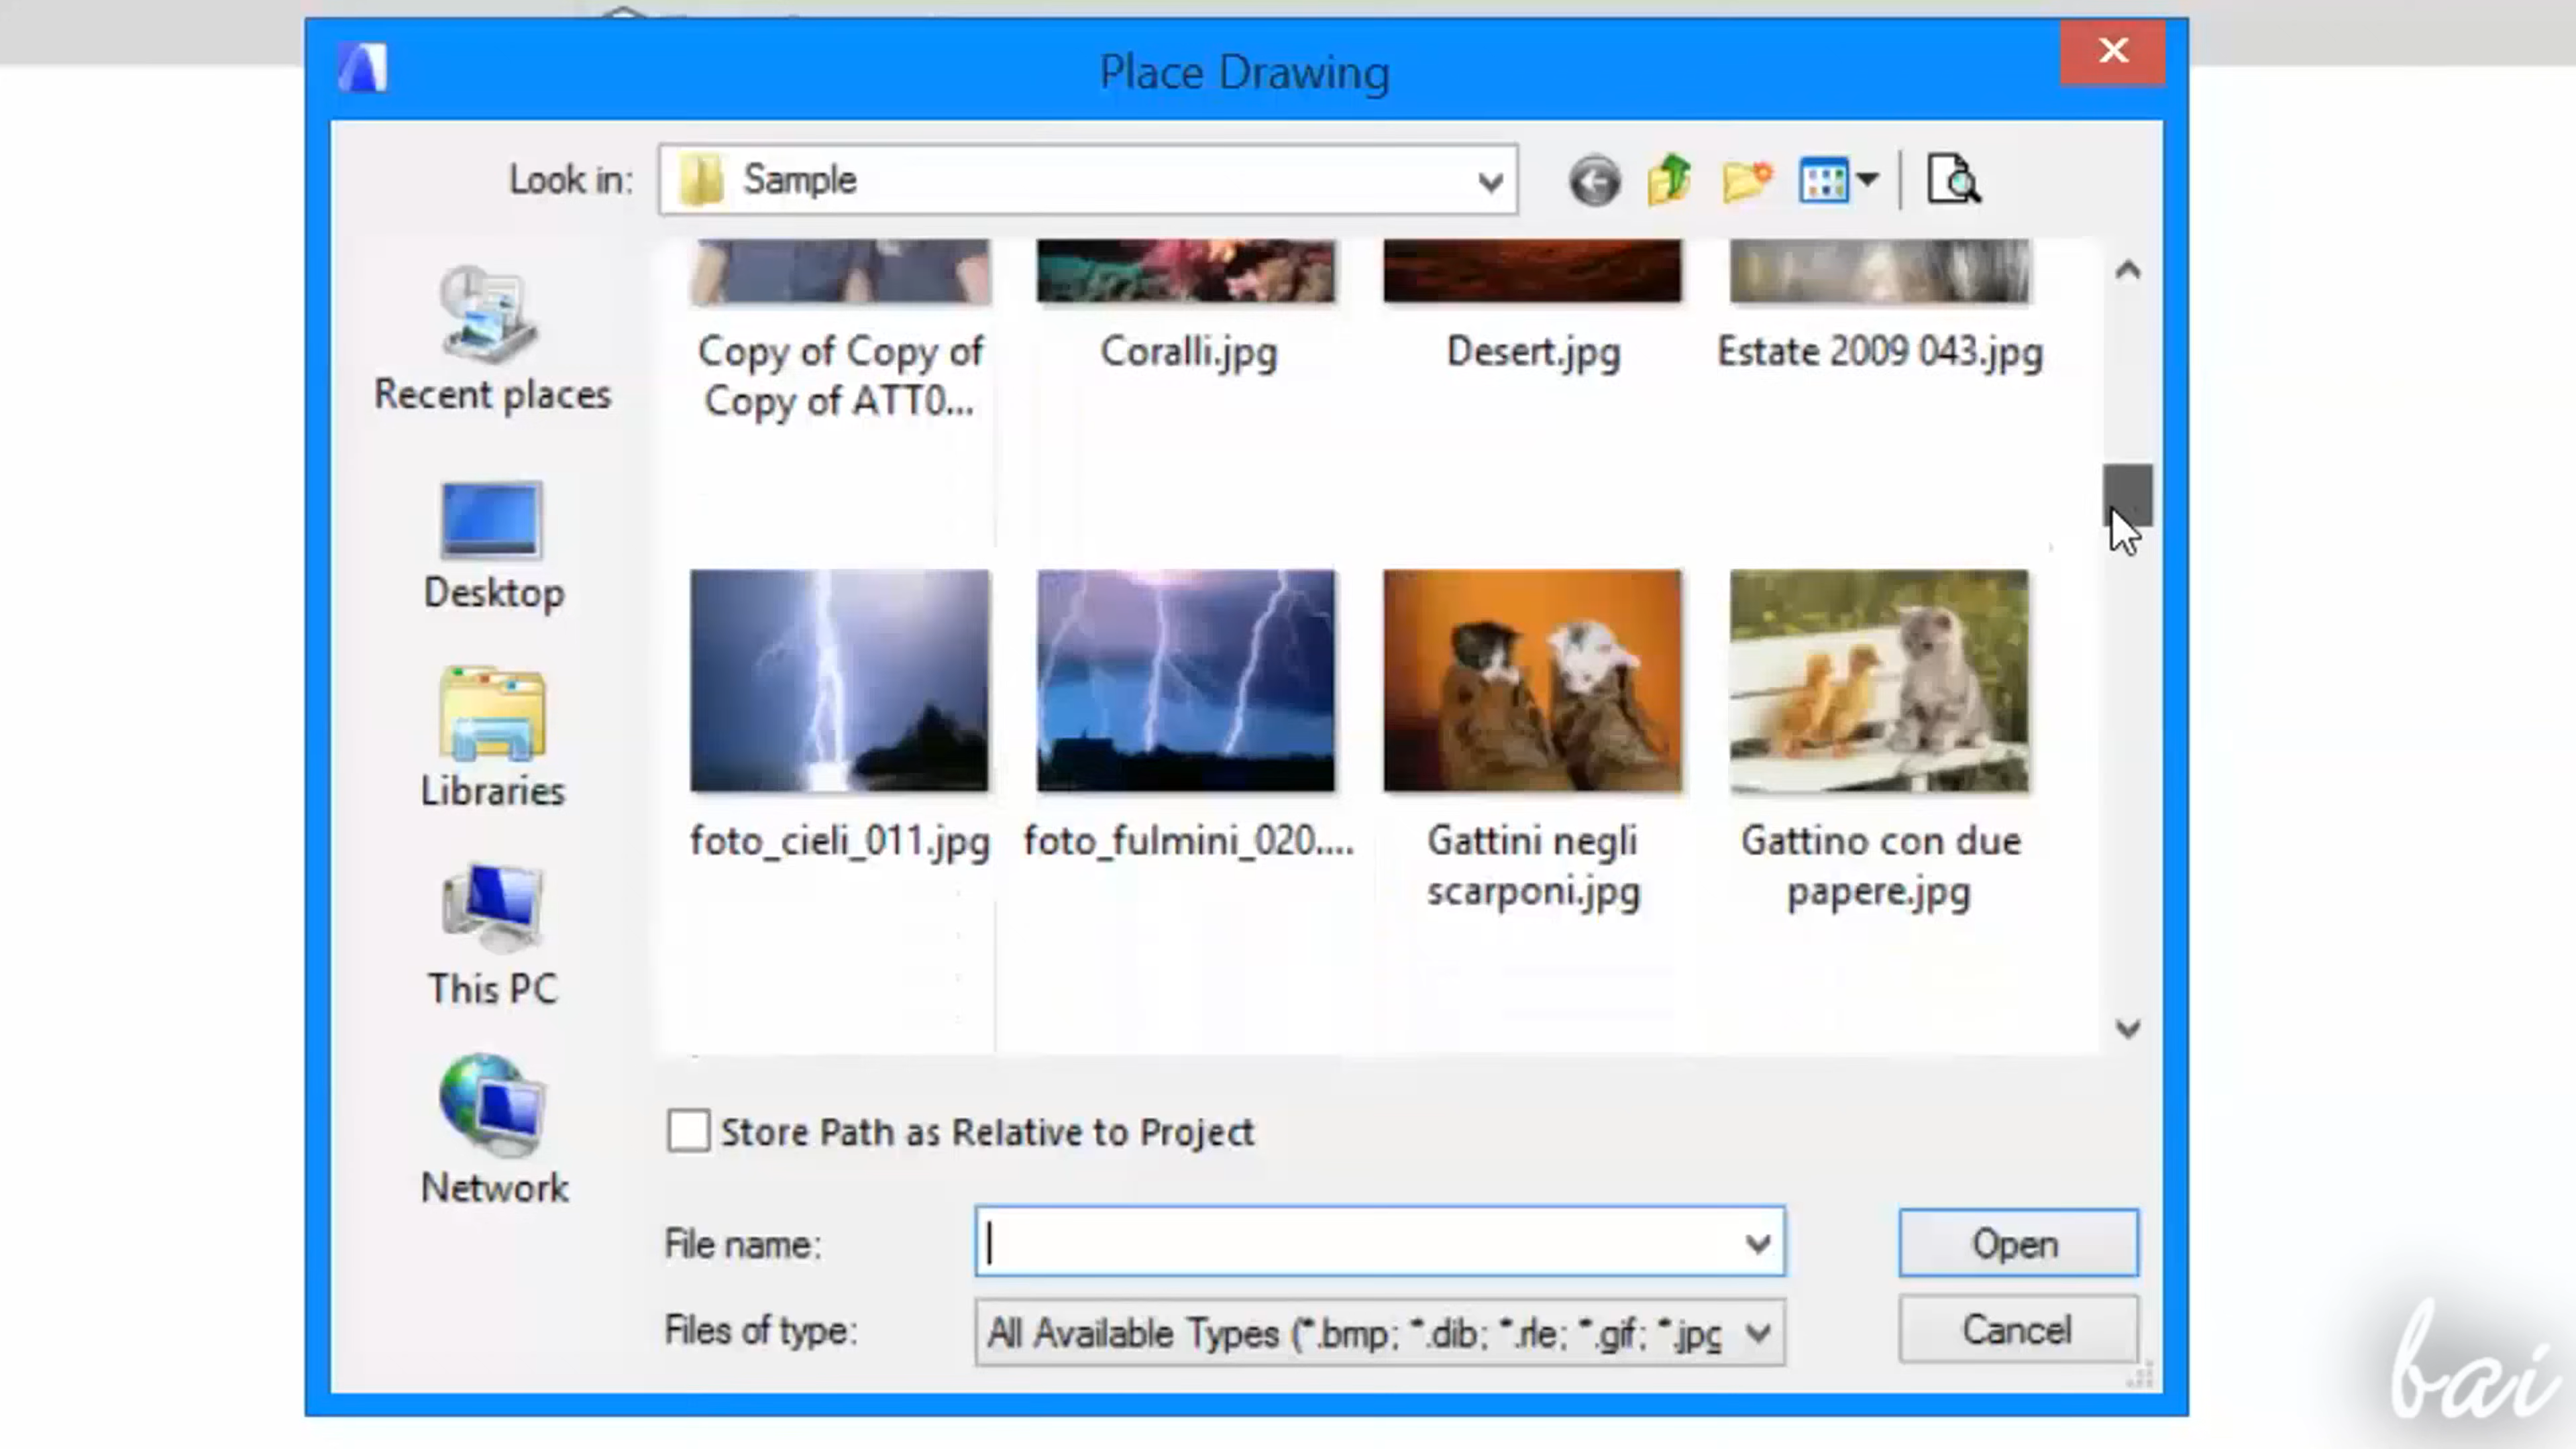 Place Drawing
Look in:
Sample
Copy of Copy of
Copy of ATT0...
Coralli.jpg
Desert.jpg
Estate 2009 043.jpg
Recent places
Desktop
Libraries
This PC
Network
foto_cieli_011.jpg
foto_fulmini_020....
Gattini negli
scarponi.jpg
Gattino con due
papere.jpg
Store Path as Relative to Project
File name:
Open
Files of type:
All Available Types (*.bmp; *.dib; *.rle; *.gif; *.jpg
Cancel
bai